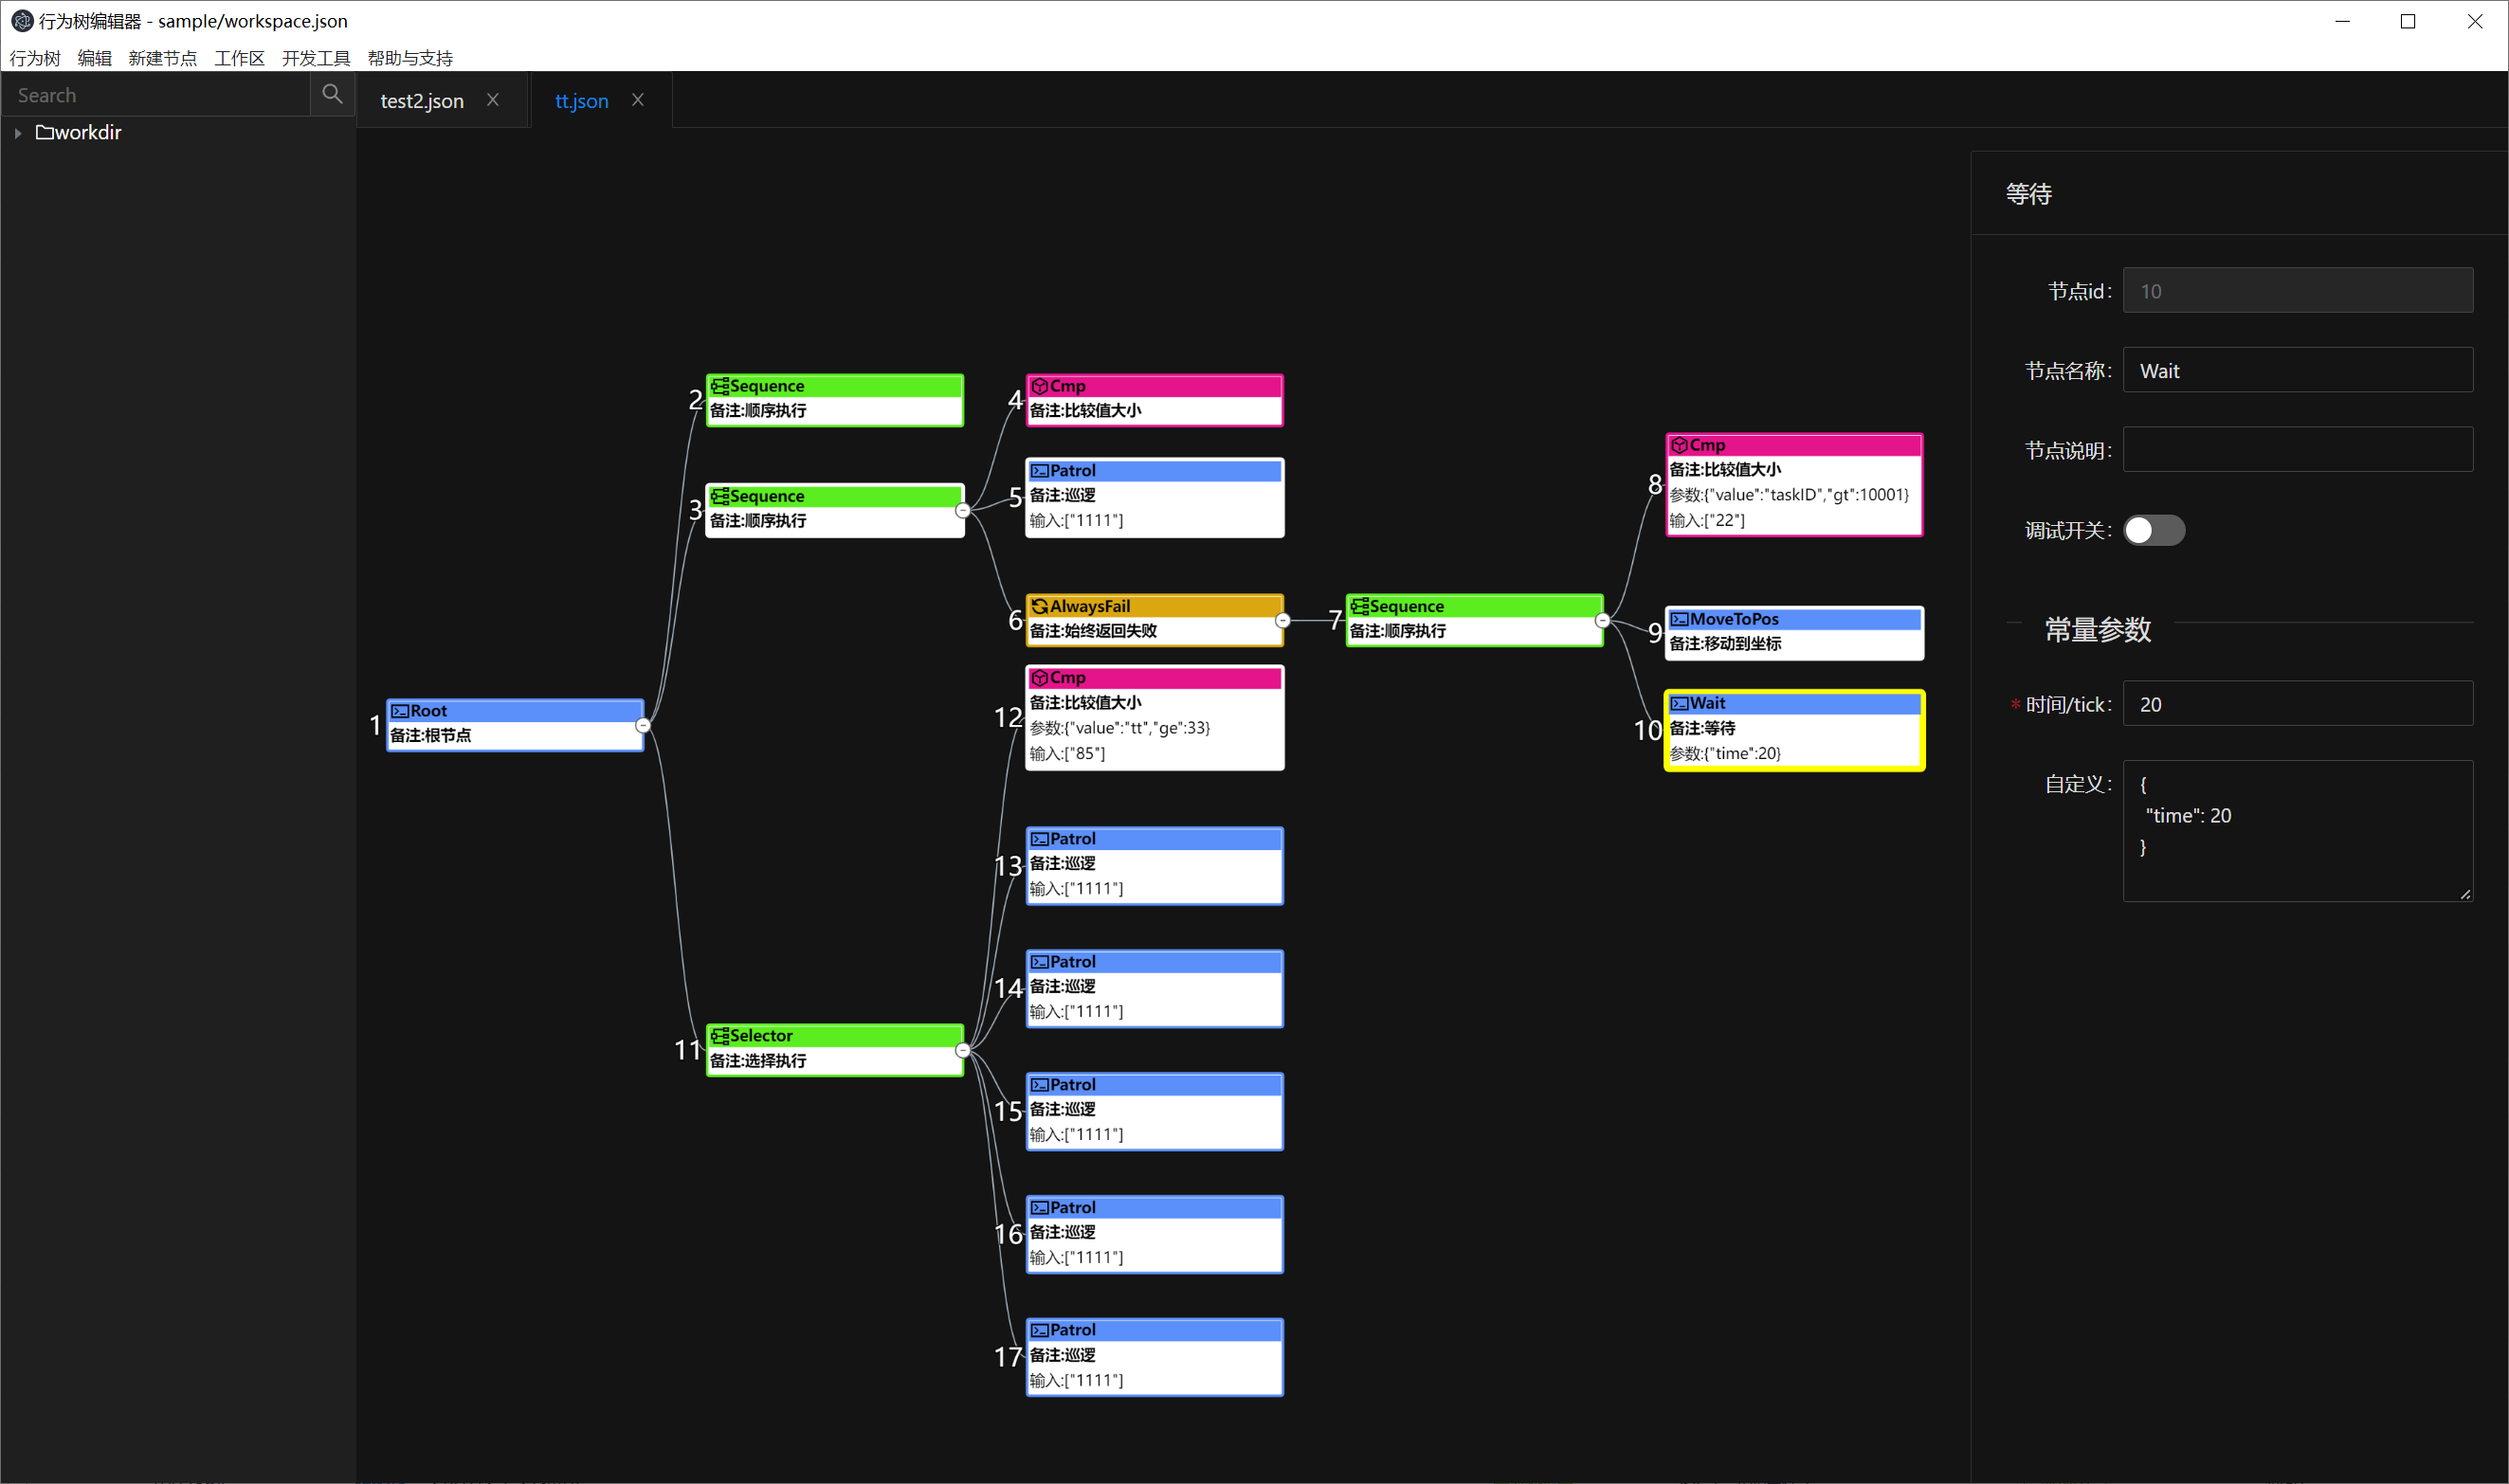 行为树编辑器 - sample/workspace.json
行为树 编辑 新建节点 工作区 开发工具 帮助与支持
Search
workdir
test2.json
tt.json
1
Root
备注:根节点
2
Sequence
备注:顺序执行
3
Sequence
备注:顺序执行
4
Cmp
备注:比较值大小
5
Patrol
备注:巡逻
输入:["1111"]
6
AlwaysFail
备注:始终返回失败
7
Sequence
备注:顺序执行
8
Cmp
备注:比较值大小
参数:{"value":"taskID","gt":10001}
输入:["22"]
9
MoveToPos
备注:移动到坐标
10
Wait
备注:等待
参数:{"time":20}
11
Selector
备注:选择执行
12
Cmp
备注:比较值大小
参数:{"value":"tt","ge":33}
输入:["85"]
13
Patrol
备注:巡逻
输入:["1111"]
14
Patrol
备注:巡逻
输入:["1111"]
15
Patrol
备注:巡逻
输入:["1111"]
16
Patrol
备注:巡逻
输入:["1111"]
17
Patrol
备注:巡逻
输入:["1111"]
等待
节点id: 10
节点名称: Wait
节点说明:
调试开关:
常量参数
* 时间/tick: 20
自定义: {
"time": 20
}